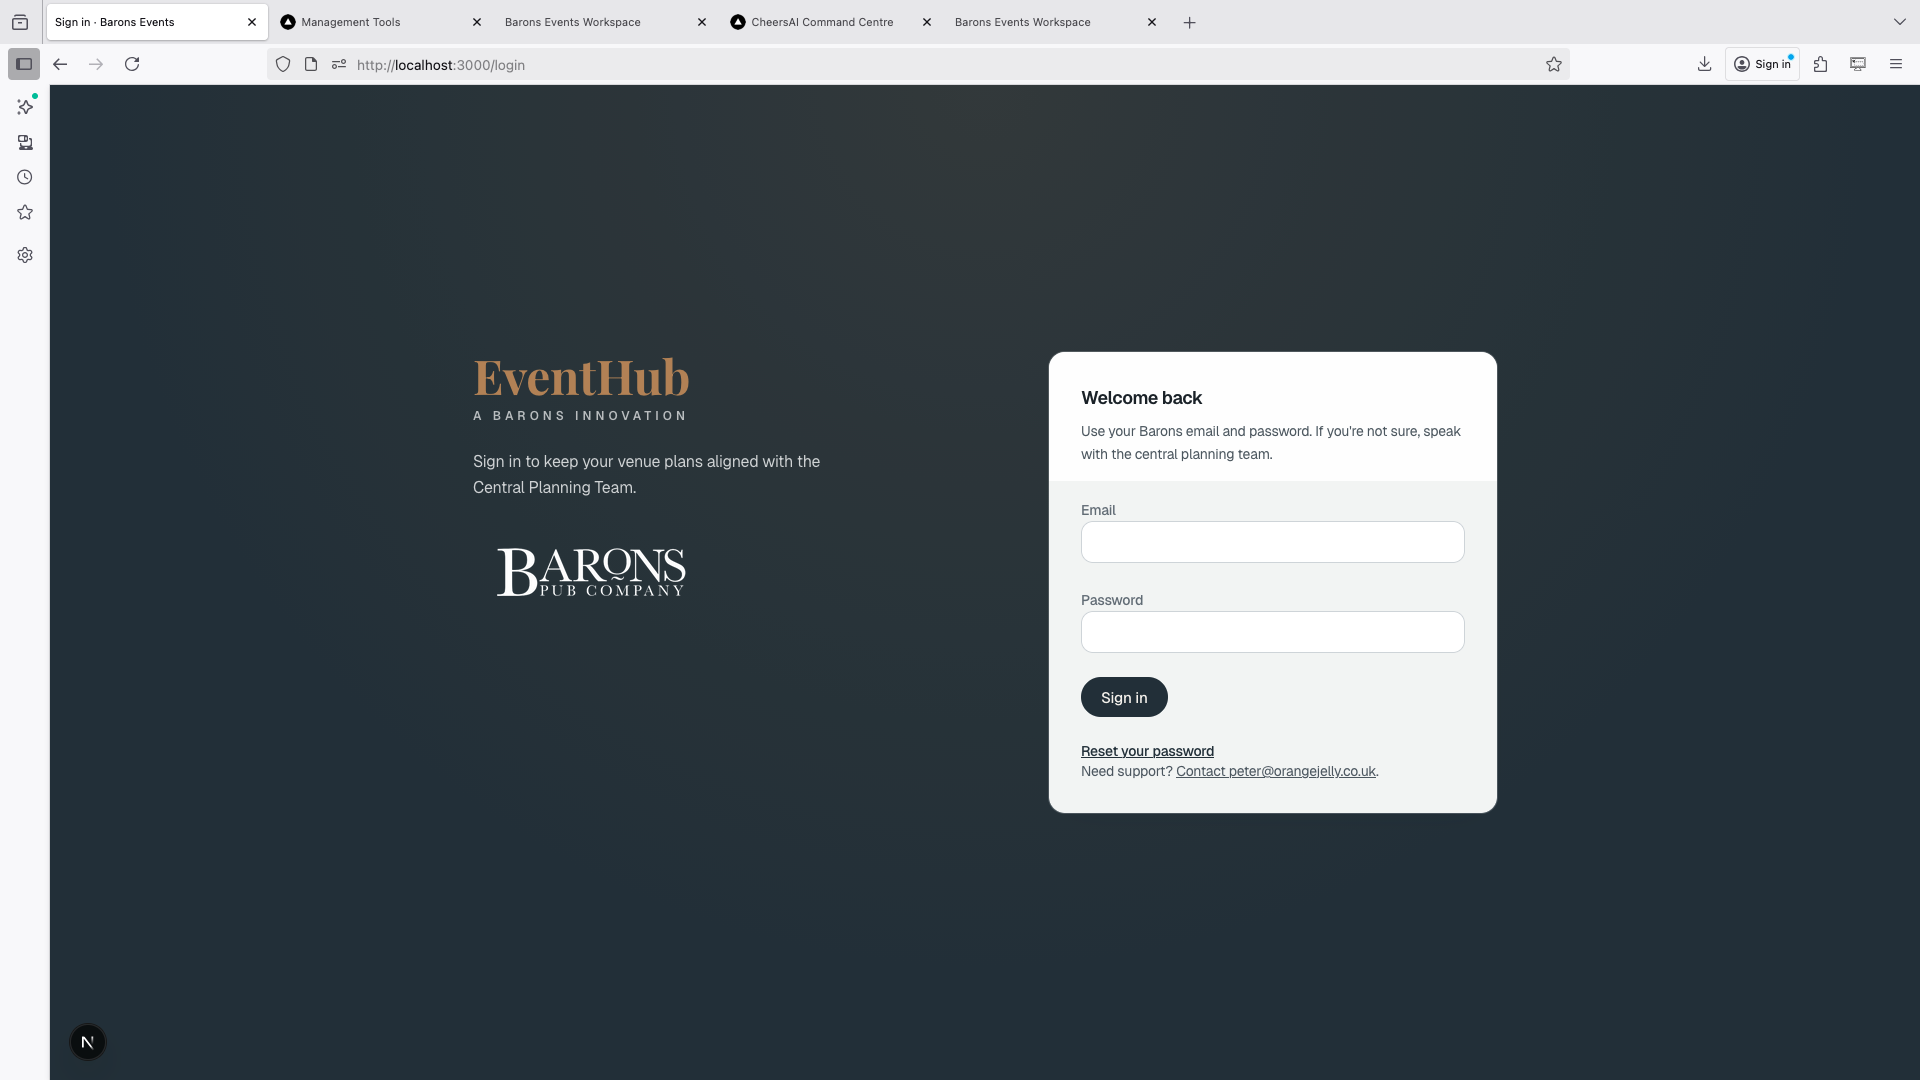 Sign in · Barons Events
Management Tools
Barons Events Workspace
CheersAI Command Centre
Barons Events Workspace
http://localhost:3000/login
Sign in
EventHub
A BARONS INNOVATION
Sign in to keep your venue plans aligned with the
Central Planning Team.
BARONS
PUB COMPANY
Welcome back
Use your Barons email and password. If you're not sure, speak
with the central planning team.
Email
Password
Sign in
Reset your password
Need support? Contact peter@orangejelly.co.uk.
N